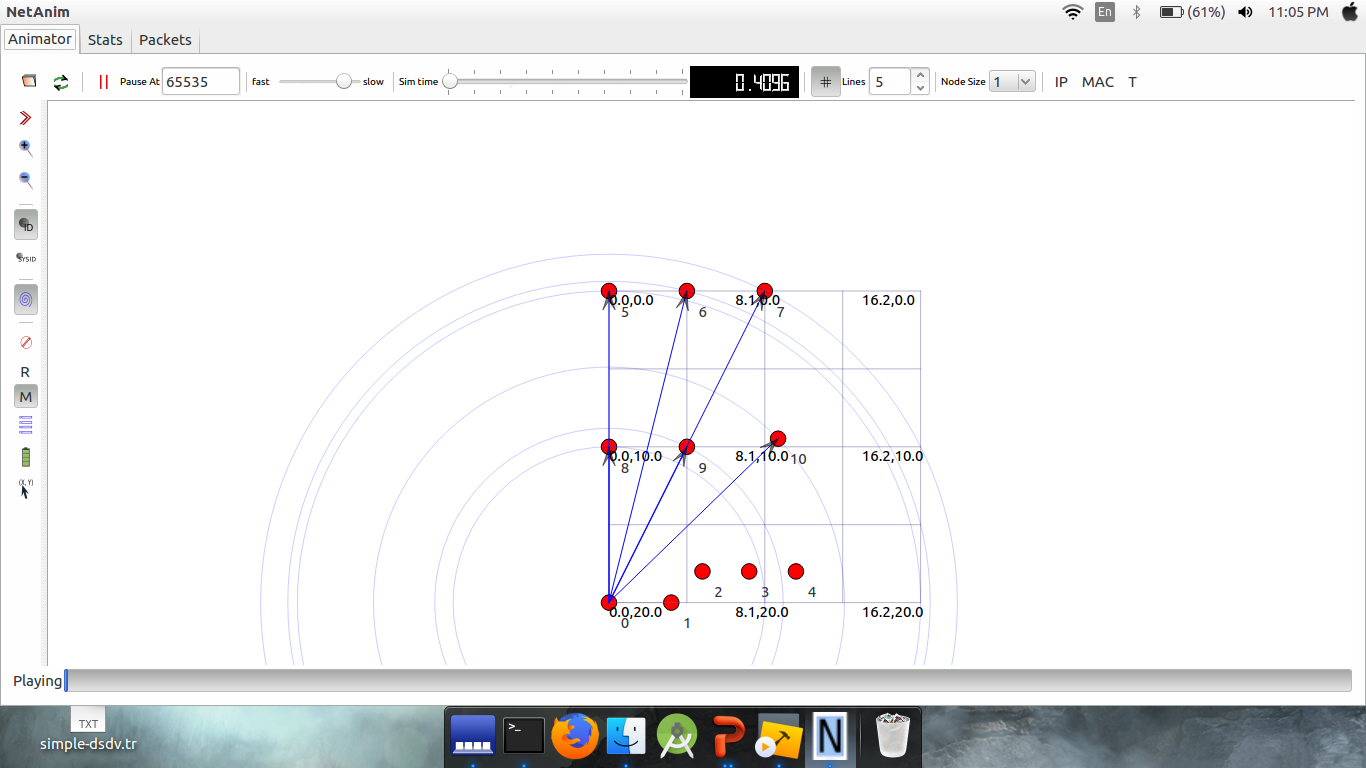 NetAnim
En
(61%)
11:05 PM
Animator
Stats
Packets
Pause At
65535
fast
slow
Sim time
0.4096
#
Lines
5
Node Size
1
IP
MAC
T
ID
SYSID
R
M
(X, Y)
0.0,0.0
8.1,0.0
16.2,0.0
5
6
7
0.0,10.0
8.1,10.0
16.2,10.0
8
9
10
2
3
4
0.0,20.0
8.1,20.0
16.2,20.0
0
1
Playing
TXT
simple-dsdv.tr
>_
P
N